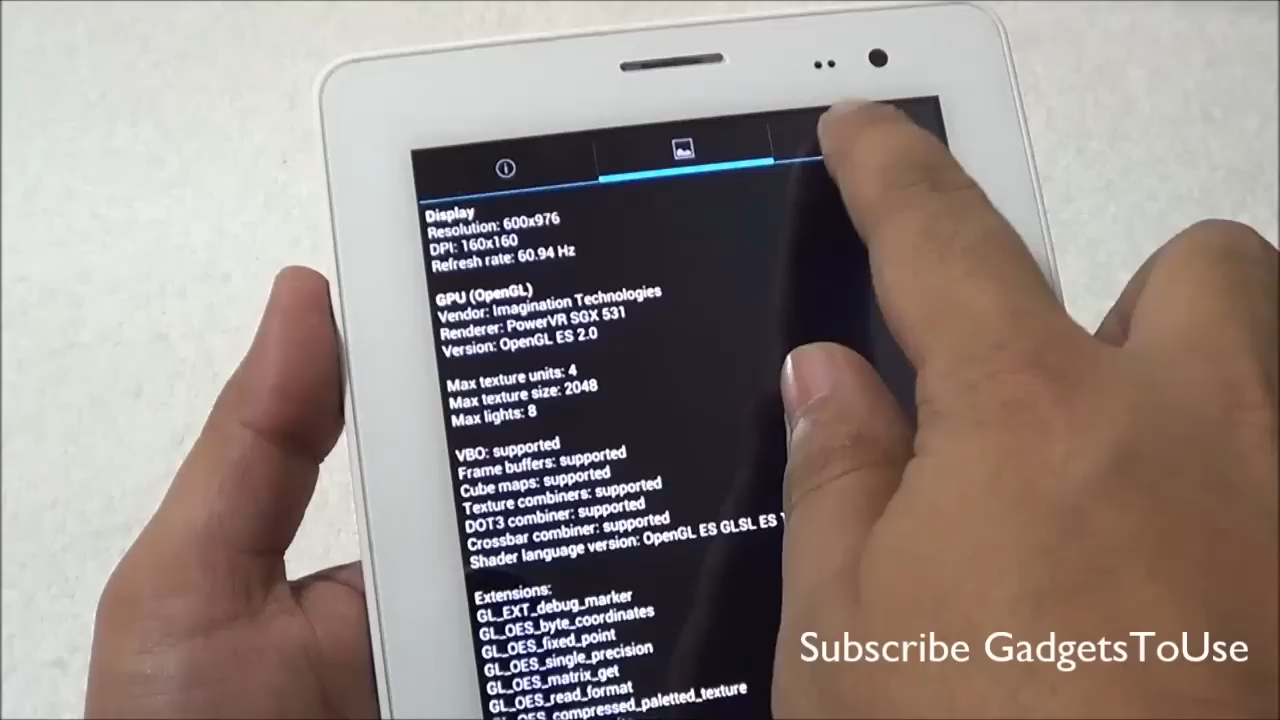 Display
Resolution: 600x976
DPI: 160x160
Refresh rate: 60.94 Hz
GPU (OpenGL)
Vendor: Imagination Technologies
Renderer: PowerVR SGX 531
Version: OpenGL ES 2.0
Max texture units: 4
Max texture size: 2048
Max lights: 8
VBO: supported
Frame buffers: supported
Cube maps: supported
Texture combiners: supported
DOT3 combiner: supported
Crossbar combiner: supported
Shader language version: OpenGL ES GLSL ES
Extensions:
GL_EXT_debug_marker
GL_OES_byte_coordinates
GL_OES_fixed_point
GL_OES_single_precision
GL_OES_matrix_get
GL_OES_read_format
GL_OES_compressed_paletted_texture
Subscribe GadgetsToUse